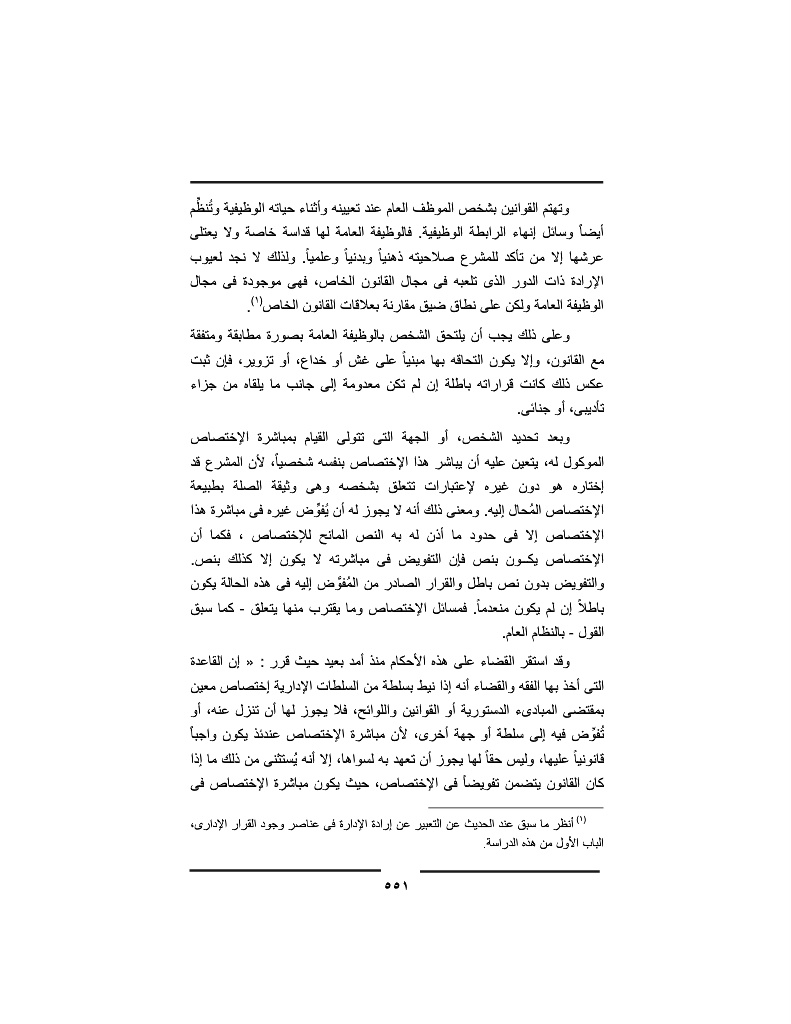 وتهتم القوانين بشخص الموظف العام عند تعيينه وأثناء حياته الوظيفية وتُنظِّم
أيضاً وسائل إنهاء الرابطة الوظيفية. فالوظيفة العامة لها قداسة خاصة ولا يعتلى
عرشها إلا من تأكد للمشرع صلاحيته ذهنياً وبدنياً وعلمياً. ولذلك لا نجد لعيوب
الإرادة ذات الدور الذى تلعبه فى مجال القانون الخاص، فهى موجودة فى مجال
الوظيفة العامة ولكن على نطاق ضيق مقارنة بعلاقات القانون الخاص(١).
وعلى ذلك يجب أن يلتحق الشخص بالوظيفة العامة بصورة مطابقة ومتفقة
مع القانون، وإلا يكون التحاقه بها مبنياً على غش أو خداع، أو تزوير، فإن ثبت
عكس ذلك كانت قراراته باطلة إن لم تكن معدومة إلى جانب ما يلقاه من جزاء
تأديبى، أو جنائى.
وبعد تحديد الشخص، أو الجهة التى تتولى القيام بمباشرة الإختصاص
الموكول له، يتعين عليه أن يباشر هذا الإختصاص بنفسه شخصياً، لأن المشرع قد
إختاره هو دون غيره لإعتبارات تتعلق بشخصه وهى وثيقة الصلة بطبيعة
الإختصاص المُحال إليه. ومعنى ذلك أنه لا يجوز له أن يُفوِّض غيره فى مباشرة هذا
الإختصاص إلا فى حدود ما أذن له به النص المانح للإختصاص ، فكما أن
الإختصاص يكــون بنص فإن التفويض فى مباشرته لا يكون إلا كذلك بنص.
والتفويض بدون نص باطل والقرار الصادر من المُفوَّض إليه فى هذه الحالة يكون
باطلاً إن لم يكون منعدماً. فمسائل الإختصاص وما يقترب منها يتعلق - كما سبق
القول - بالنظام العام.
وقد استقر القضاء على هذه الأحكام منذ أمد بعيد حيث قرر : « إن القاعدة
التى أخذ بها الفقه والقضاء أنه إذا نيط بسلطة من السلطات الإدارية إختصاص معين
بمقتضى المبادىء الدستورية أو القوانين واللوائح، فلا يجوز لها أن تنزل عنه، أو
تُفوِّض فيه إلى سلطة أو جهة أخرى، لأن مباشرة الإختصاص عندئذ يكون واجباً
قانونياً عليها، وليس حقاً لها يجوز أن تعهد به لسواها، إلا أنه يُستثنى من ذلك ما إذا
كان القانون يتضمن تفويضاً فى الإختصاص، حيث يكون مباشرة الإختصاص فى
(١) أنظر ما سبق عند الحديث عن التعبير عن إرادة الإدارة فى عناصر وجود القرار الإدارى،
الباب الأول من هذه الدراسة.
٥٥١